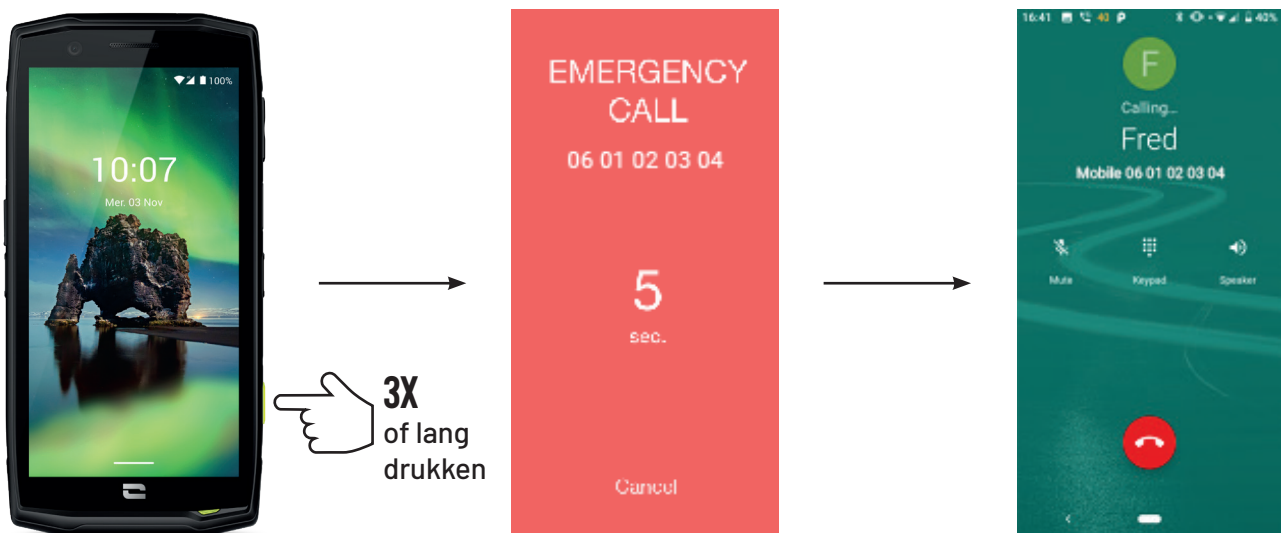 100%
10:07
Mer. 03 Nov
3X
of lang
drukken
EMERGENCY
CALL
06 01 02 03 04
5
sec.
Cancel
16:41 40 P 40%
F
Calling...
Fred
Mobile 06 01 02 03 04
Mute Keypad Speaker